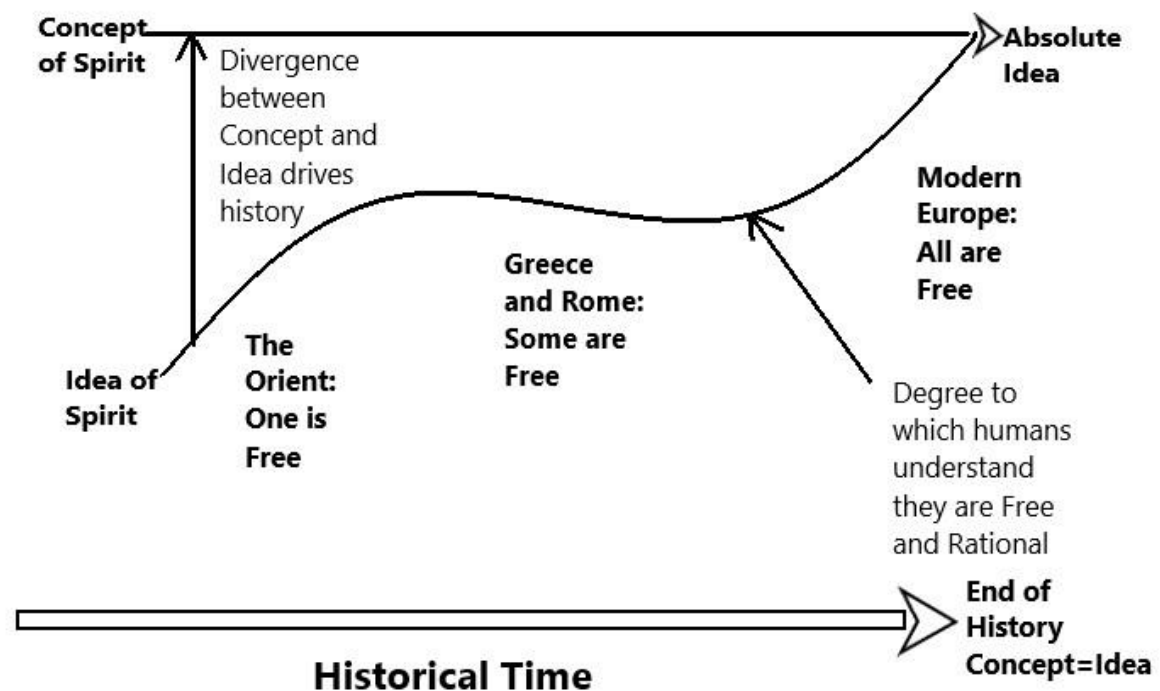 Concept
of Spirit
Divergence
between
Concept and
Idea drives
history
Absolute
Idea
Modern
Europe:
All are
Free
Greece
and Rome:
Some are
Free
The
Orient:
One is
Free
Idea of
Spirit
Degree to
which humans
understand
they are Free
and Rational
End of
History
Concept=Idea
Historical Time